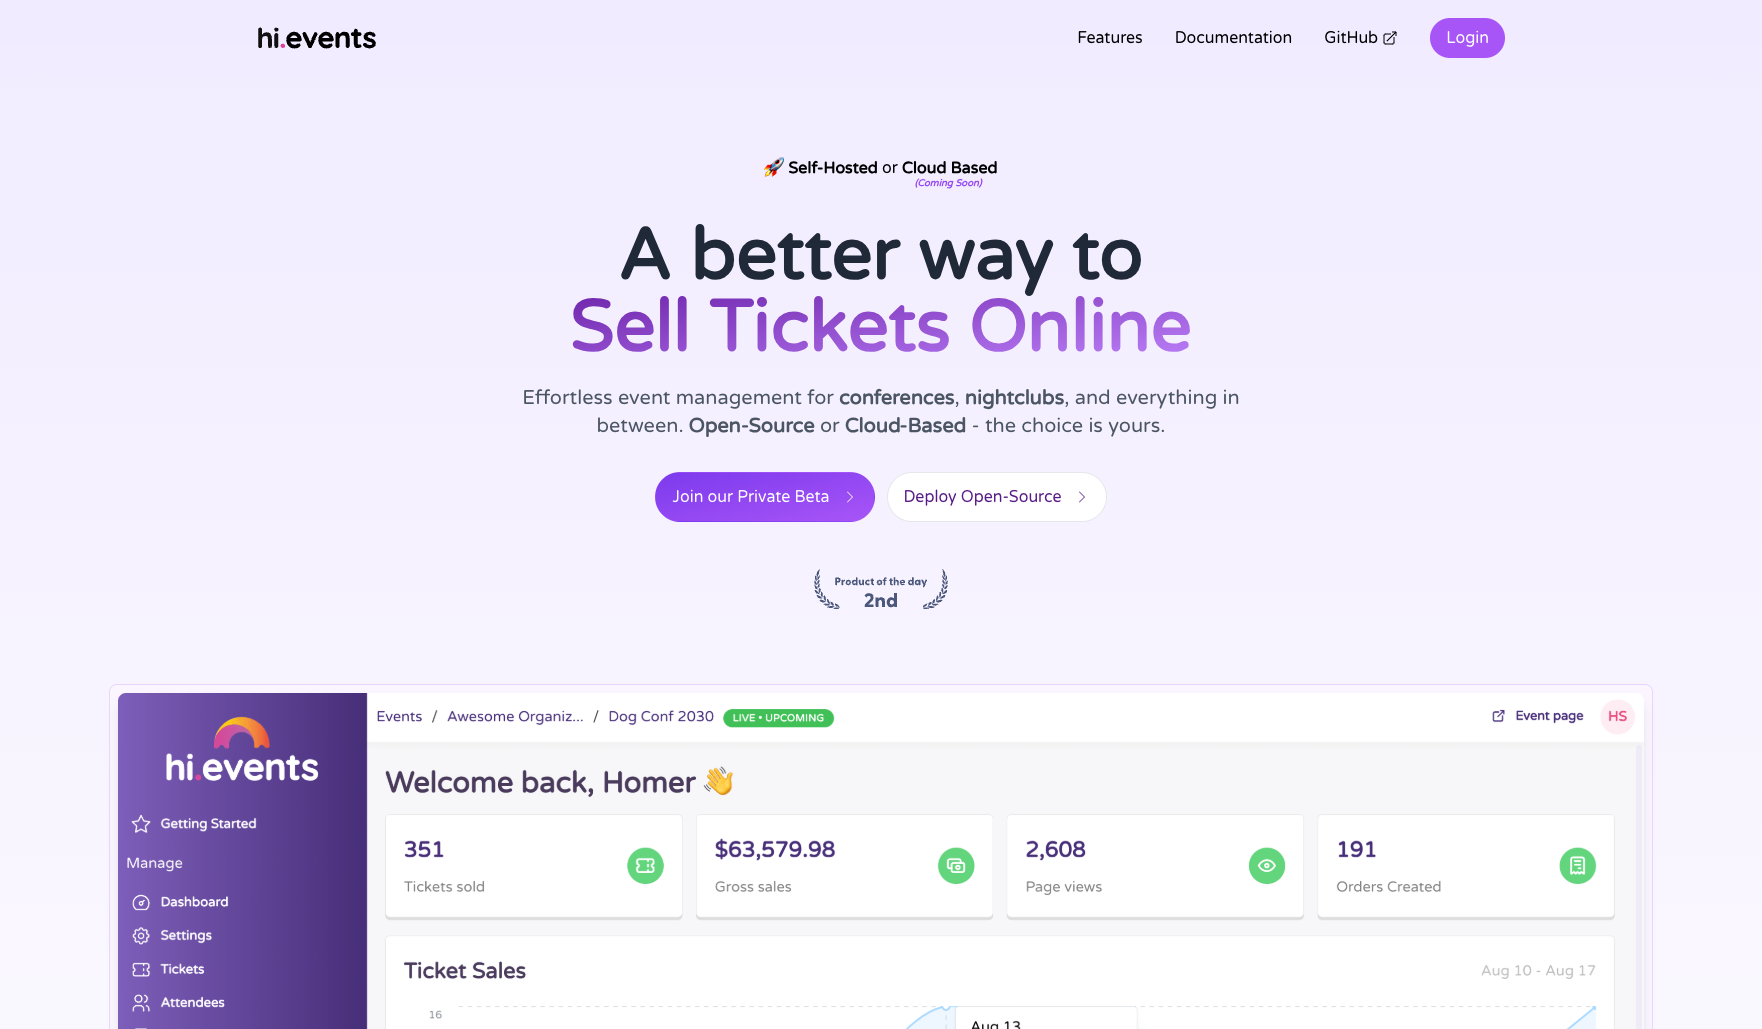 hi.events
Features
Documentation
GitHub
Login
Self-Hosted or Cloud Based
(Coming Soon)
A better way to
Sell Tickets Online
Effortless event management for conferences, nightclubs, and everything in
between. Open-Source or Cloud-Based - the choice is yours.
Join our Private Beta
Deploy Open-Source
Product of the day
2nd
hi.events
Getting Started
Manage
Dashboard
Settings
Tickets
Attendees
Events / Awesome Organiz... / Dog Conf 2030 LIVE • UPCOMING
Event page
HS
Welcome back, Homer 👋
351
Tickets sold
$63,579.98
Gross sales
2,608
Page views
191
Orders Created
Ticket Sales
Aug 10 - Aug 17
16
Aug 13